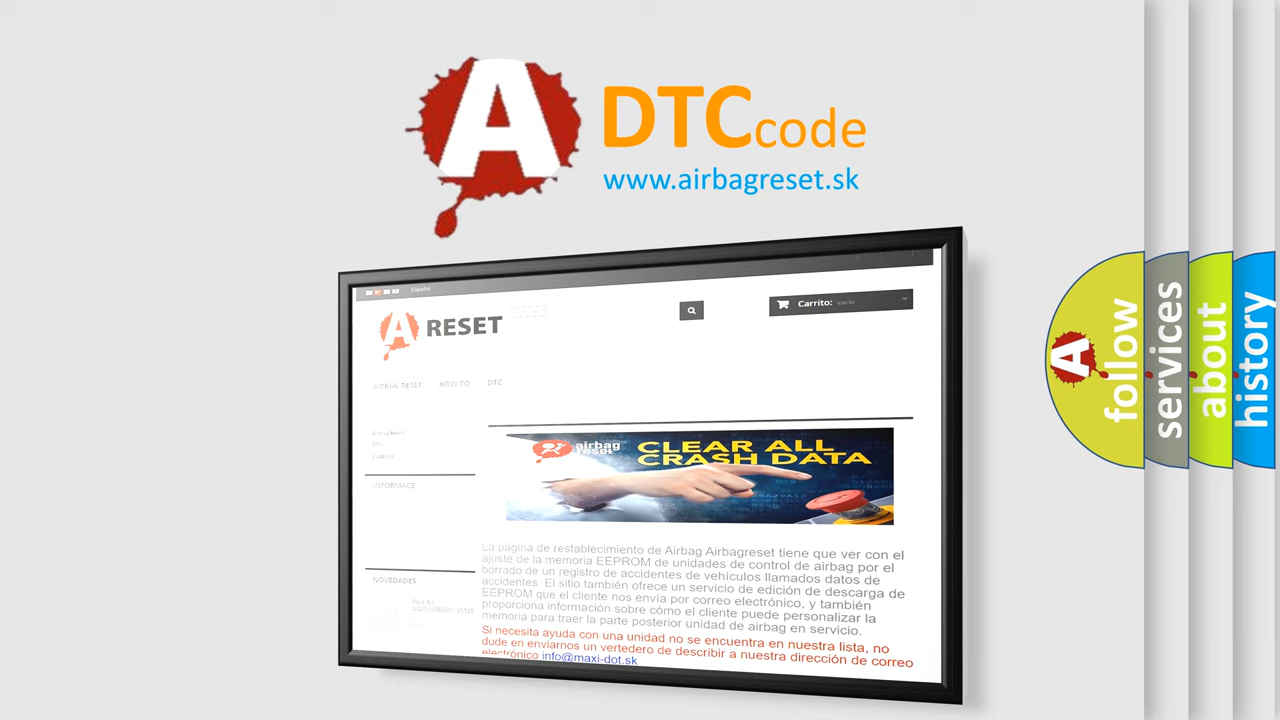 A
DTCcode
www.airbagreset.sk
Español
A RESET
Carrito: vacío
AIRBAG RESET HOW TO DTC
INFORMACE
NOVEDADES
airbag
reset
CLEAR ALL
CRASH DATA
La página de restablecimiento de Airbag Airbagreset tiene que ver con el
ajuste de la memoria EEPROM de unidades de control de airbag por el
borrado de un registro de accidentes de vehículos llamados datos de
accidentes. El sitio también ofrece un servicio de edición de descarga de
EEPROM que el cliente nos envía por correo electrónico, y también
proporciona información sobre cómo el cliente puede personalizar la
memoria para traer la parte posterior unidad de airbag en servicio.
Si necesita ayuda con una unidad no se encuentra en nuestra lista, no
dude en enviarnos un vertedero de describir a nuestra dirección de correo
electrónico info@maxi-dot.sk
A
follow
services
about
history